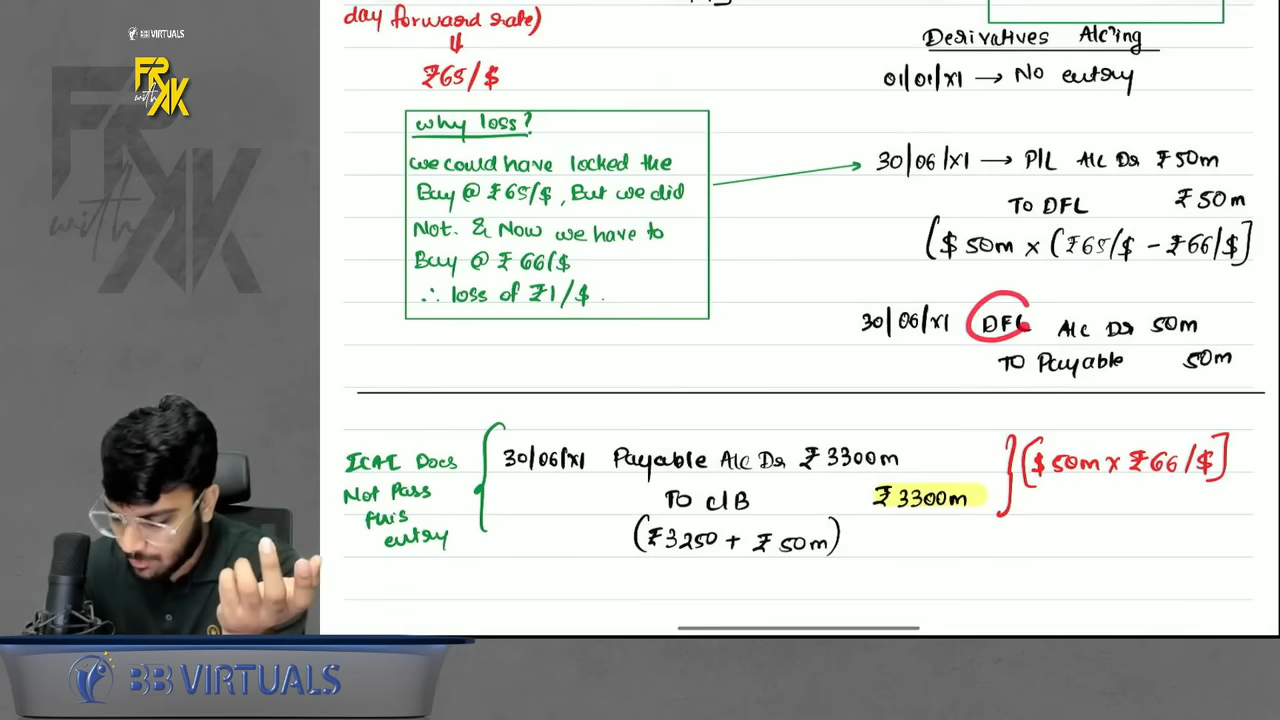 BB VIRTUALS
FR
with
AK
FR
with
AK
day forward rate)
₹65/$
why loss?
we could have locked the
Buy @ ₹65/$, But we did
Not. & Now we have to
Buy @ ₹66/$
∴ loss of ₹1/$.
Derivatives A/c'ing
01/01/X1 → No entry
30/06/X1 → P/L A/c Dr ₹50m
TO DFL ₹50m
($50m × (₹65/$ - ₹66/$]
30/06/X1 DFL A/c Dr 50m
TO Payable 50m
ICAI Does
Not Pass
this
entry
30/06/X1 Payable A/c Dr ₹3300m
TO C/B ₹3300m
(₹3250 + ₹50m)
[$50m × ₹66/$]
BB VIRTUALS